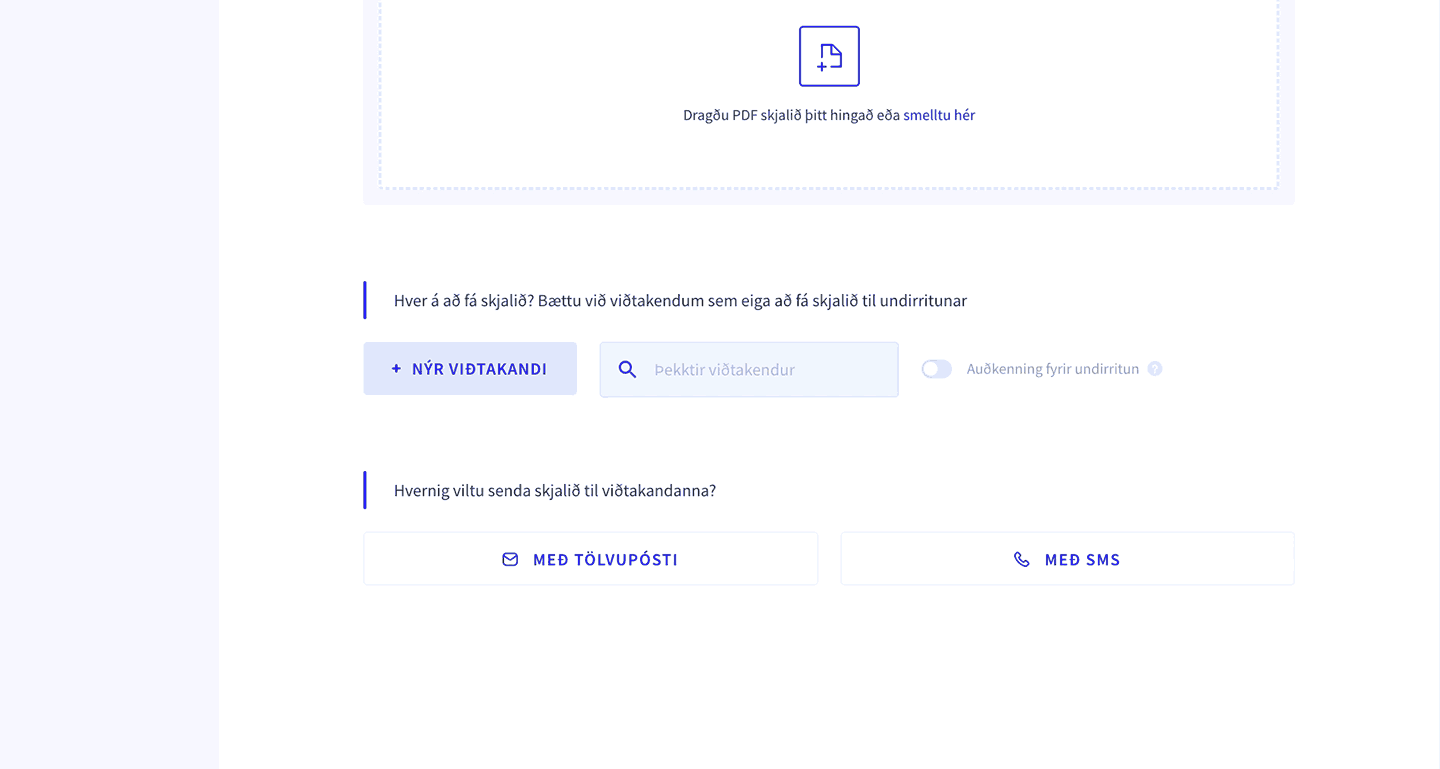 Dragðu PDF skjalið þitt hingað eða smelltu hér
Hver á að fá skjalið? Bættu við viðtakendum sem eiga að fá skjalið til undirritunar
+ NÝR VIÐTAKANDI
Þekktir viðtakendur
Auðkenning fyrir undirritun ?
Hvernig viltu senda skjalið til viðtakandanna?
MEÐ TÖLVUPÓSTI
MEÐ SMS